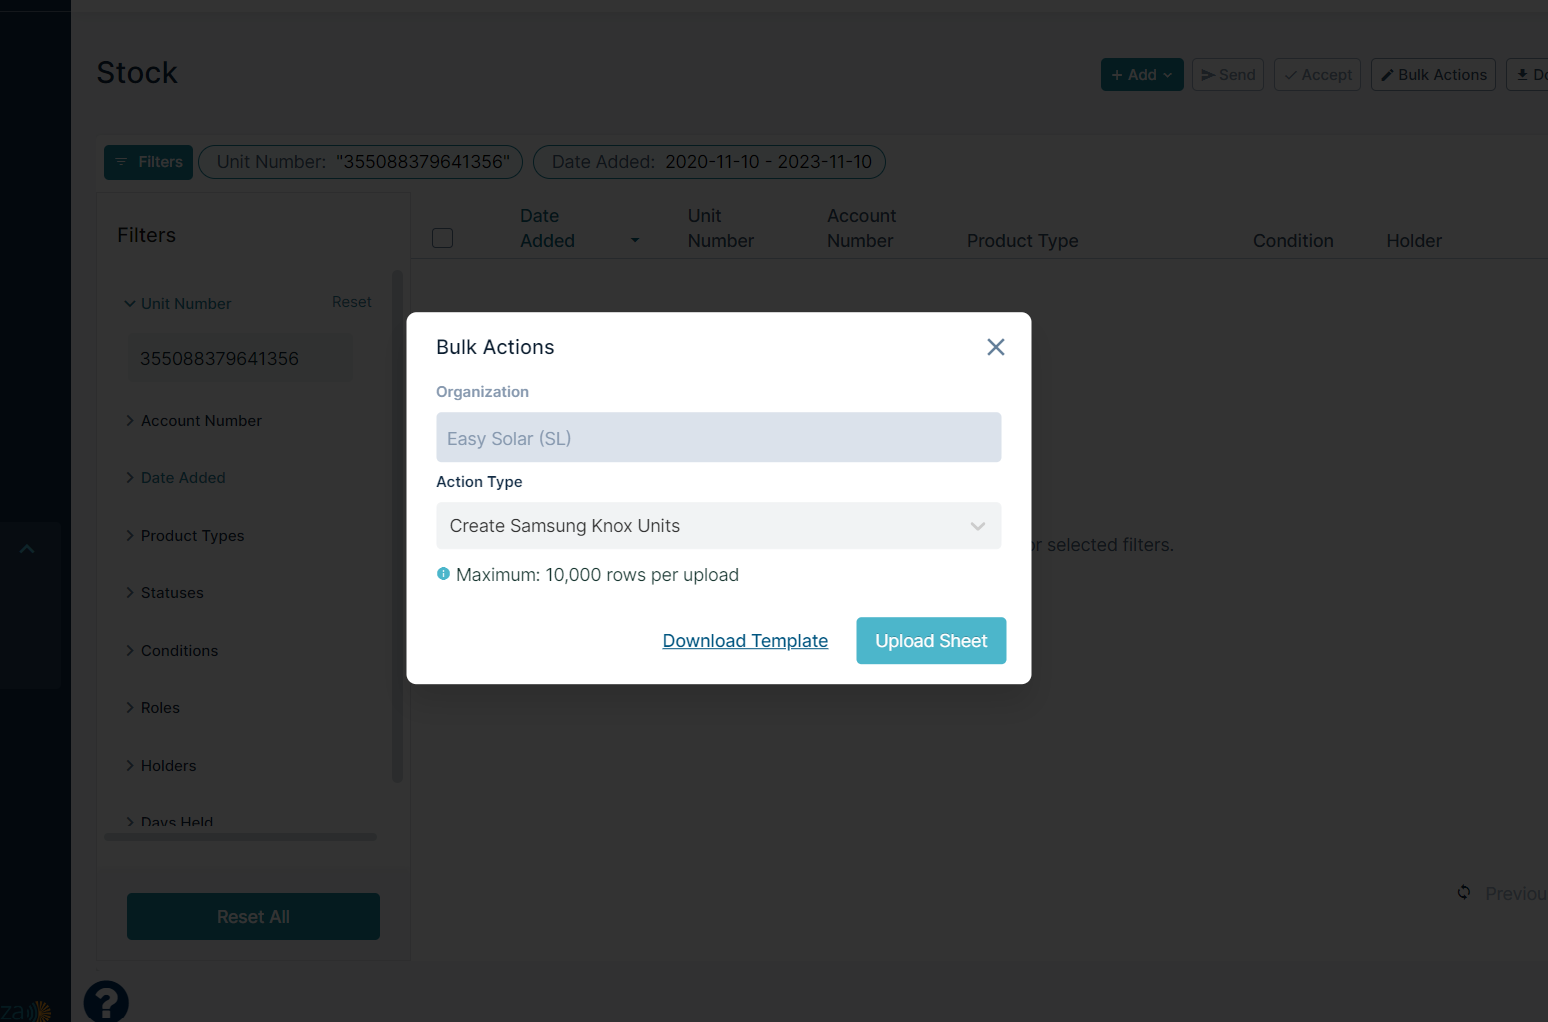 Stock
+ Add
Send
Accept
Bulk Actions
Filters
Unit Number: "355088379641356"
Date Added: 2020-11-10 - 2023-11-10
Filters
Date Added
Unit Number
Account Number
Product Type
Condition
Holder
Unit Number
Reset
355088379641356
Account Number
Date Added
Product Types
Statuses
Conditions
Roles
Holders
Days Held
Reset All
Bulk Actions
Organization
Easy Solar (SL)
Action Type
Create Samsung Knox Units
Maximum: 10,000 rows per upload
Download Template
Upload Sheet
selected filters.
?